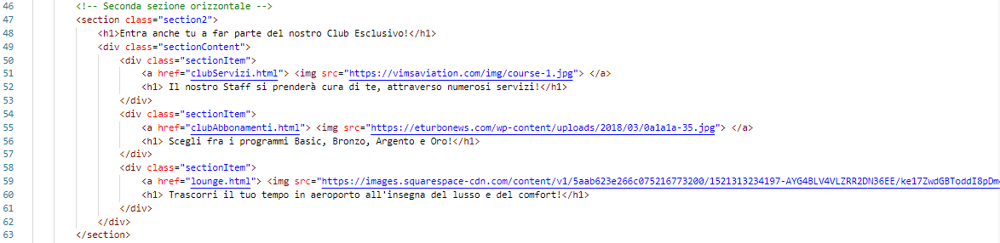 46 <!-- Seconda sezione orizzontale -->
47 <section class="section2">
48 <h1>Entra anche tu a far parte del nostro Club Esclusivo!</h1>
49 <div class="sectionContent">
50 <div class="sectionItem">
51 <a href="clubServizi.html"> <img src="https://vimsaviation.com/img/course-1.jpg"> </a>
52 <h1> Il nostro Staff si prenderà cura di te, attraverso numerosi servizi!</h1>
53 </div>
54 <div class="sectionItem">
55 <a href="clubAbbonamenti.html"> <img src="https://eturbonews.com/wp-content/uploads/2018/03/0a1a1a-35.jpg"> </a>
56 <h1> Scegli fra i programmi Basic, Bronzo, Argento e Oro!</h1>
57 </div>
58 <div class="sectionItem">
59 <a href="lounge.html"> <img src="https://images.squarespace-cdn.com/content/v1/5aab623e266c075216773200/1521313234197-AYG4BLV4VLZRR2DN36EE/ke17ZwdGBToddI8pDm
60 <h1> Trascorri il tuo tempo in aeroporto all'insegna del lusso e del comfort!</h1>
61 </div>
62 </div>
63 </section>